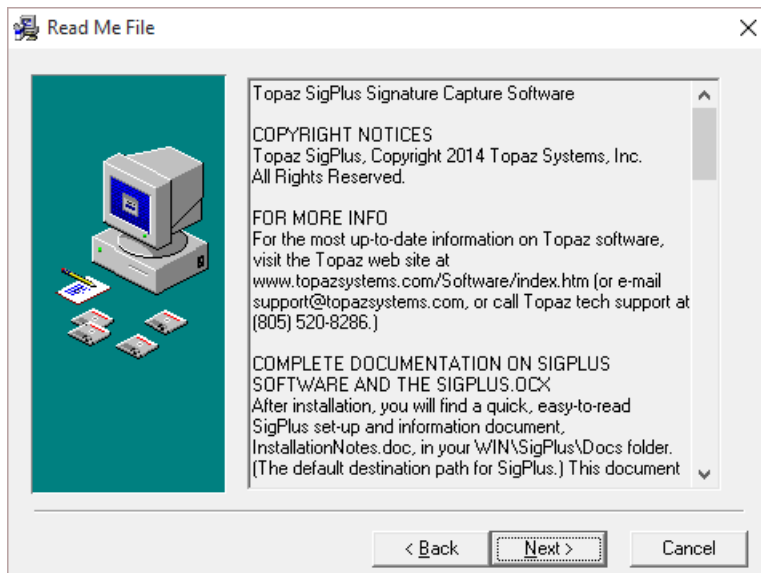 Read Me File
Topaz SigPlus Signature Capture Software
COPYRIGHT NOTICES
Topaz SigPlus, Copyright 2014 Topaz Systems, Inc.
All Rights Reserved.
FOR MORE INFO
For the most up-to-date information on Topaz software,
visit the Topaz web site at
www.topazsystems.com/Software/index.htm (or e-mail
support@topazsystems.com, or call Topaz tech support at
(805) 520-8286.)
COMPLETE DOCUMENTATION ON SIGPLUS
SOFTWARE AND THE SIGPLUS.OCX
After installation, you will find a quick, easy-to-read
SigPlus set-up and information document,
InstallationNotes.doc, in your WIN\SigPlus\Docs folder.
(The default destination path for SigPlus.) This document
< Back
Next >
Cancel